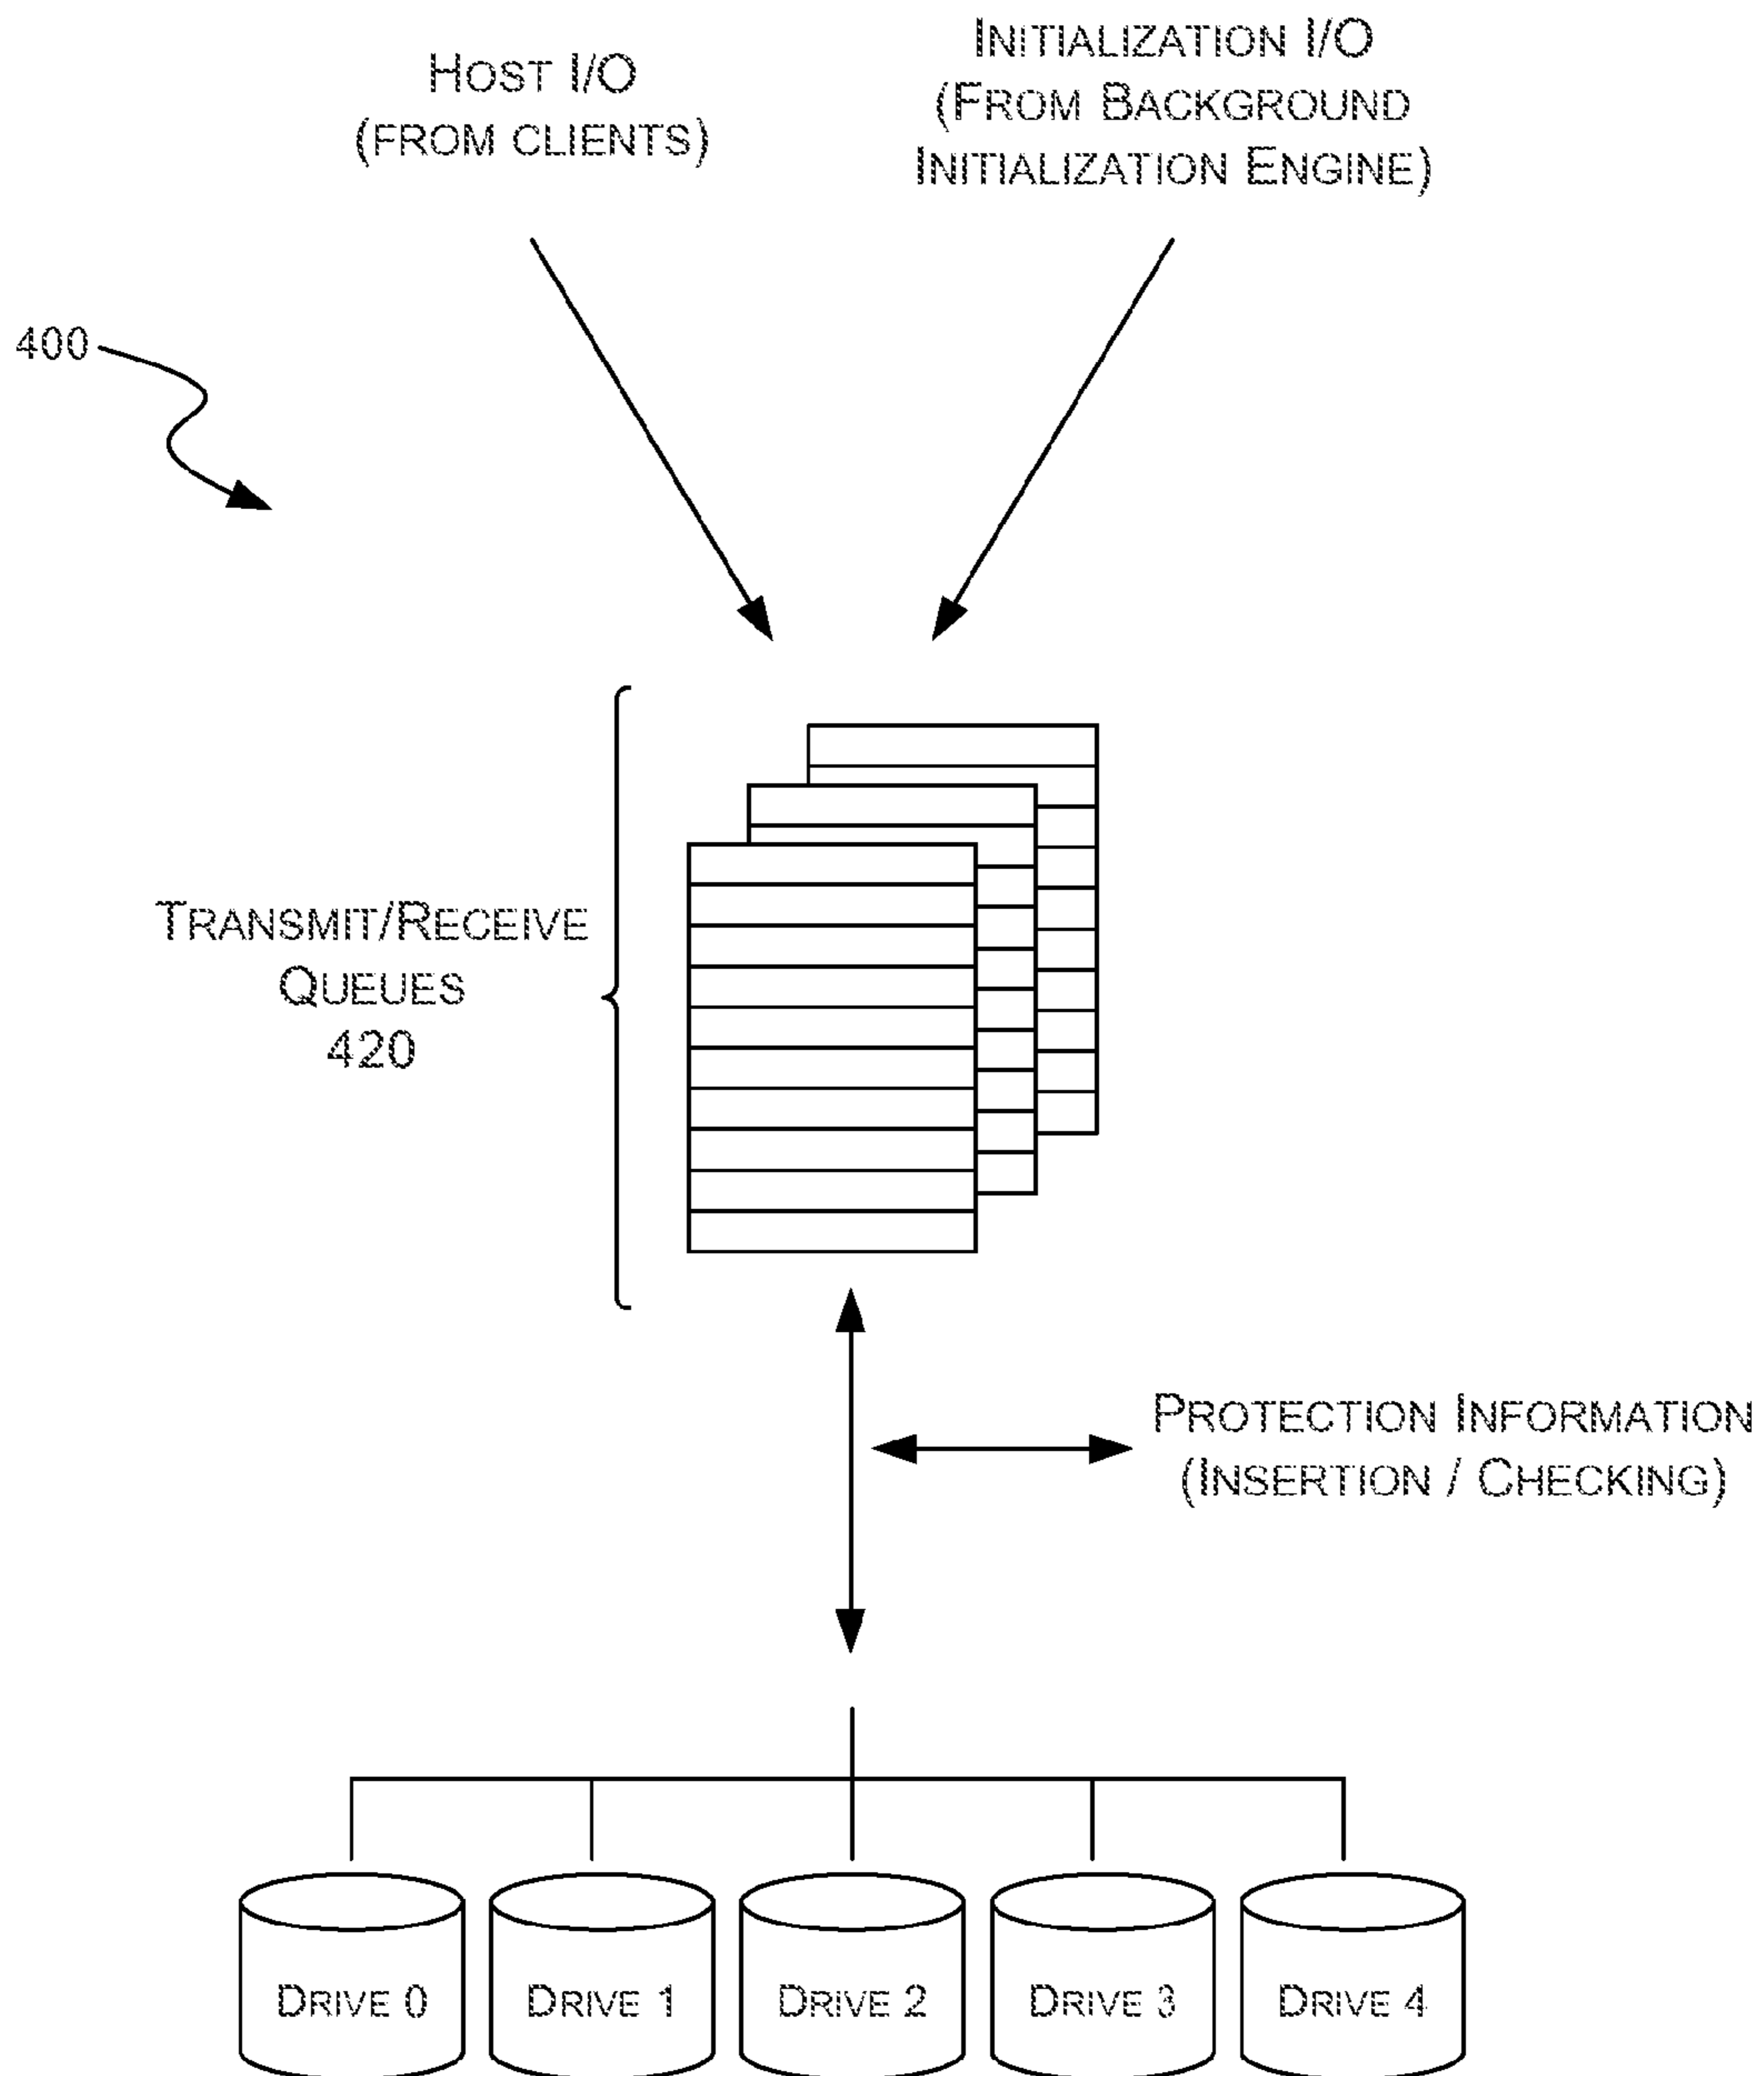 HOST I/O
(FROM CLIENTS)
INITIALIZATION I/O
(FROM BACKGROUND
INITIALIZATION ENGINE)
400
TRANSMIT/RECEIVE
QUEUES
420
PROTECTION INFORMATION
(INSERTION / CHECKING)
DRIVE 0
DRIVE 1
DRIVE 2
DRIVE 3
DRIVE 4